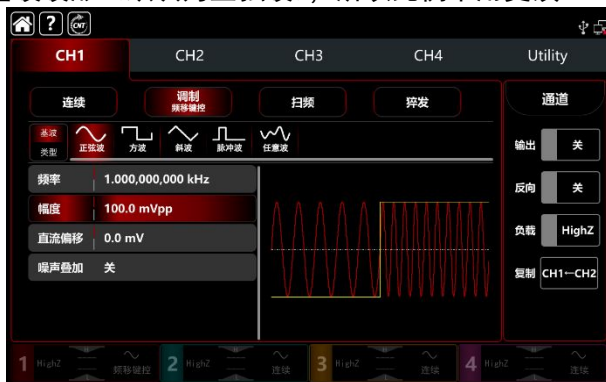 ? CNT
CH1 CH2 CH3 CH4 Utility
连续 调制 扫频 猝发 通道
频移键控
基波
类型 正弦波 方波 斜波 脉冲波 任意波
输出 关
频率 1.000,000,000 kHz
反向 关
幅度 100.0 mVpp
负载 HighZ
直流偏移 0.0 mV
噪声叠加 关
复制 CH1←CH2
1 HighZ 频移键控 2 HighZ 连续 3 HighZ 连续 4 HighZ 连续